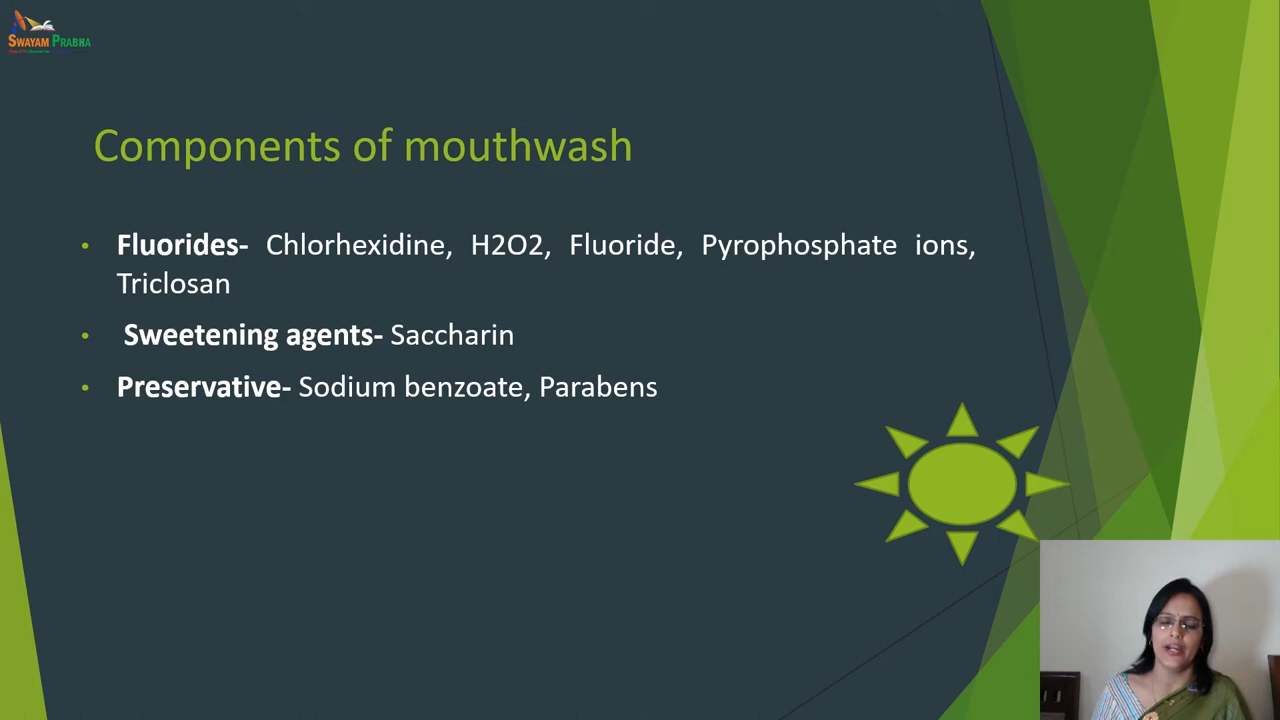 SWAYAM PRABHA
Components of mouthwash
• Fluorides- Chlorhexidine, H2O2, Fluoride, Pyrophosphate ions,
Triclosan
• Sweetening agents- Saccharin
• Preservative- Sodium benzoate, Parabens